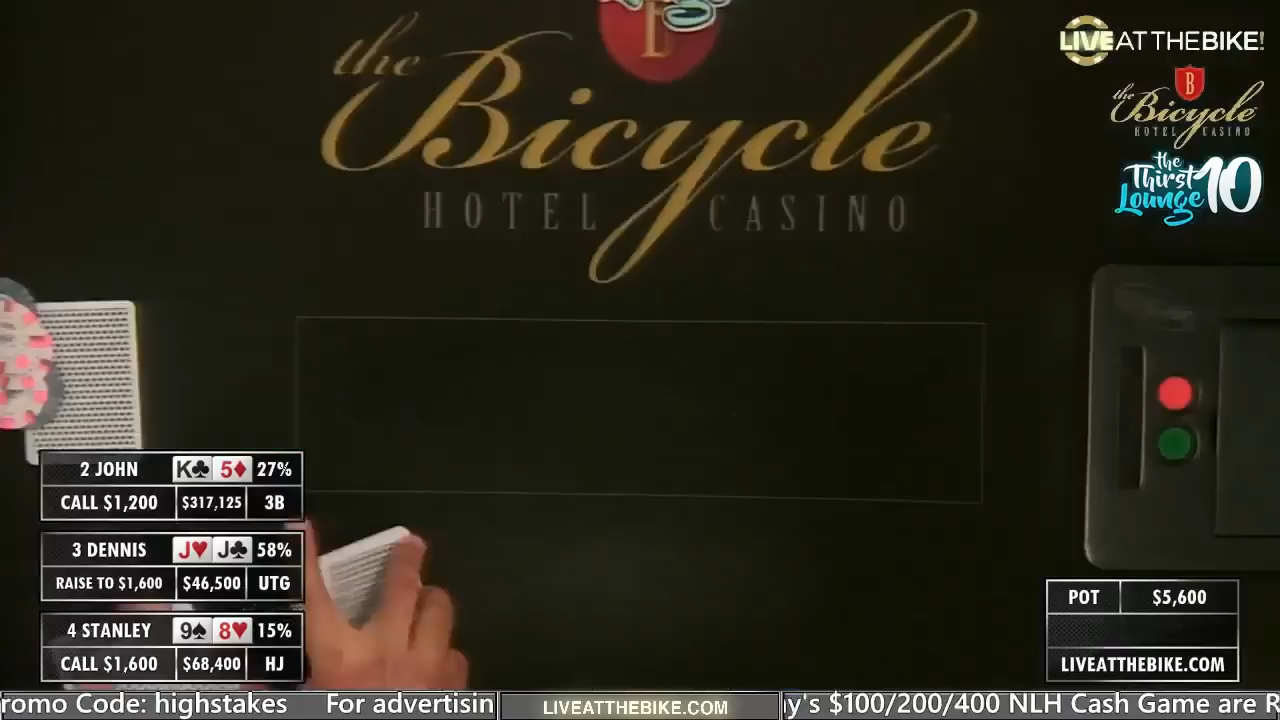 the Bicycle
HOTEL CASINO
LIVEATTHEBIKE!
B
the Bicycle
HOTEL CASINO
the Thirst Lounge 10
2 JOHN K♣ 5♦ 27%
CALL $1,200 $317,125 3B
3 DENNIS J♥ J♣ 58%
RAISE TO $1,600 $46,500 UTG
4 STANLEY 9♠ 8♥ 15%
CALL $1,600 $68,400 HJ
POT $5,600
LIVEATTHEBIKE.COM
romo Code: highstakes For advertisin LIVEATTHEBIKE.COM y's $100/200/400 NLH Cash Game are R